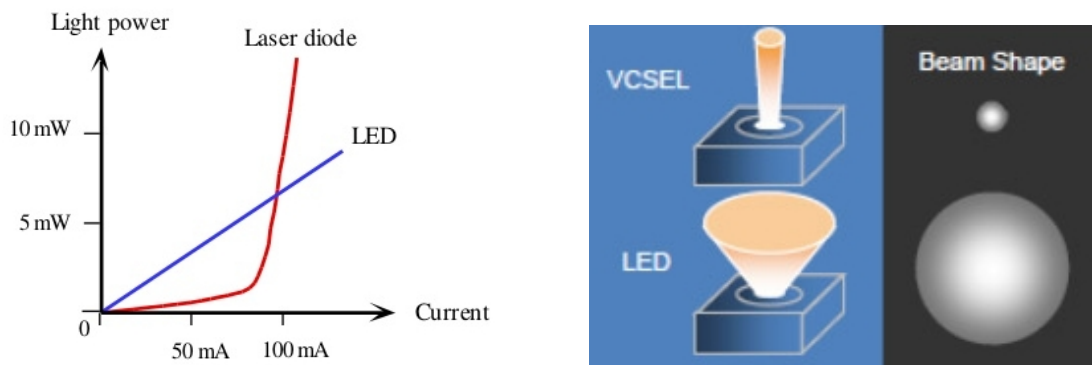 Light power
Laser diode
10 mW
LED
5 mW
0
Current
50 mA
100 mA
VCSEL
Beam Shape
LED